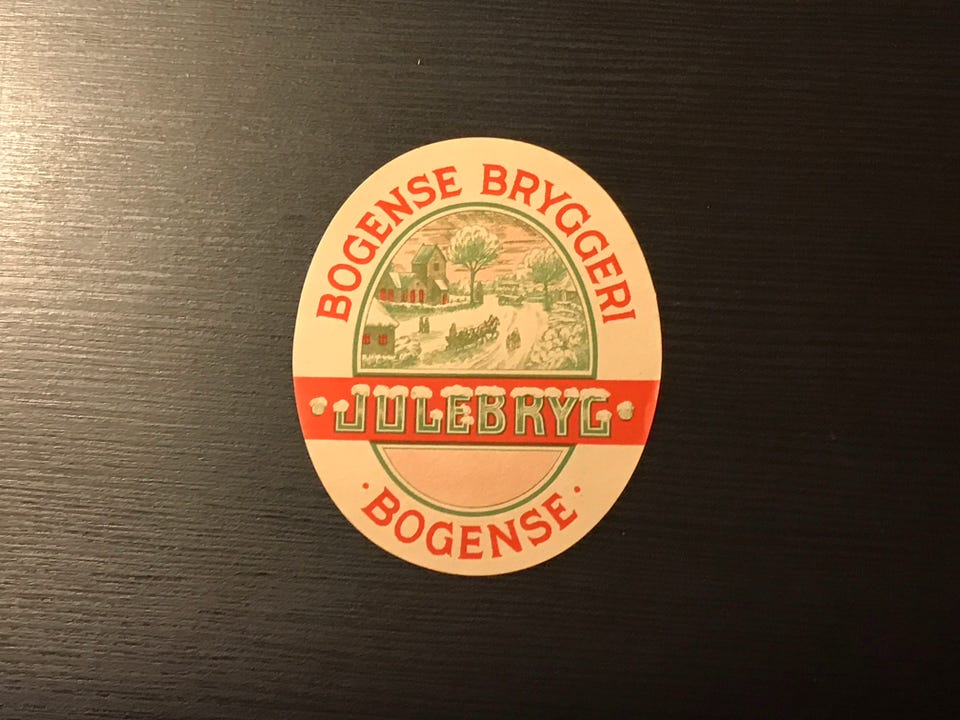 BOGENSE BRYGGERI
• JULEBRYG •
• BOGENSE •